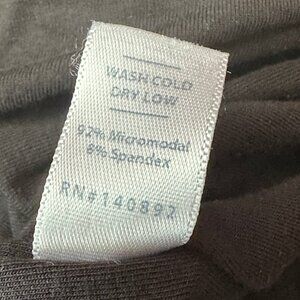 WASH COLD
DRY LOW
92% Micromodal
8% Spandex
RN#140892